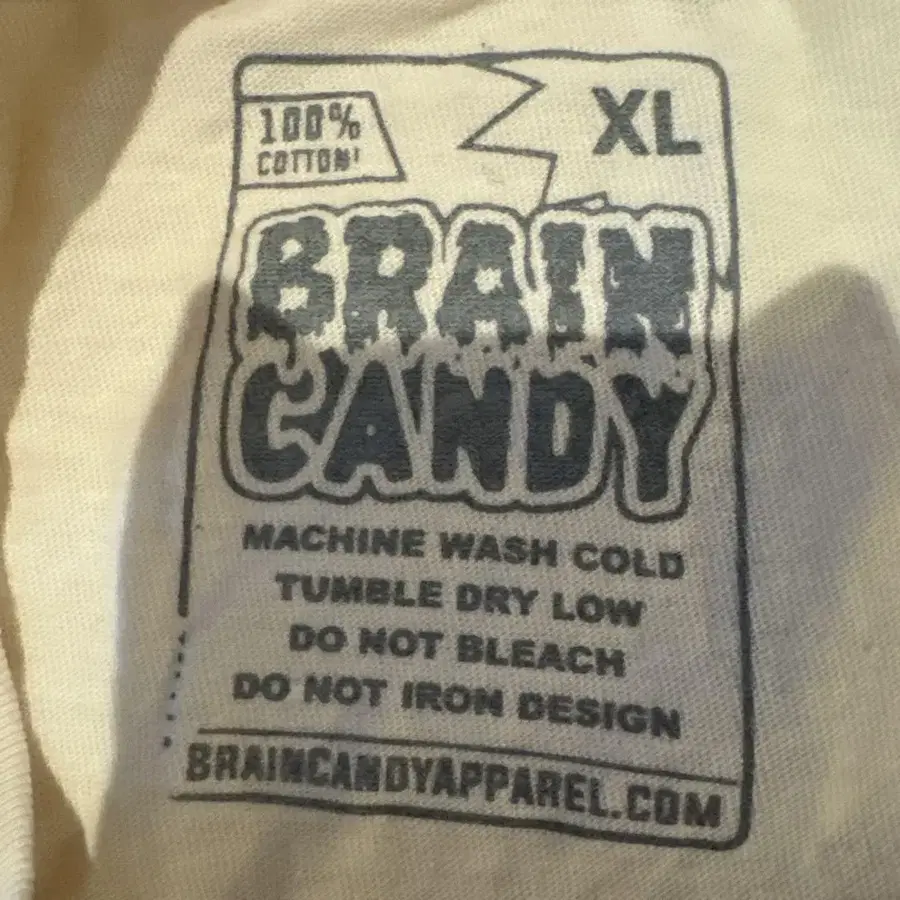 100%
COTTON!
XL
BRAIN
CANDY
MACHINE WASH COLD
TUMBLE DRY LOW
DO NOT BLEACH
DO NOT IRON DESIGN
BRAINCANDYAPPAREL.COM